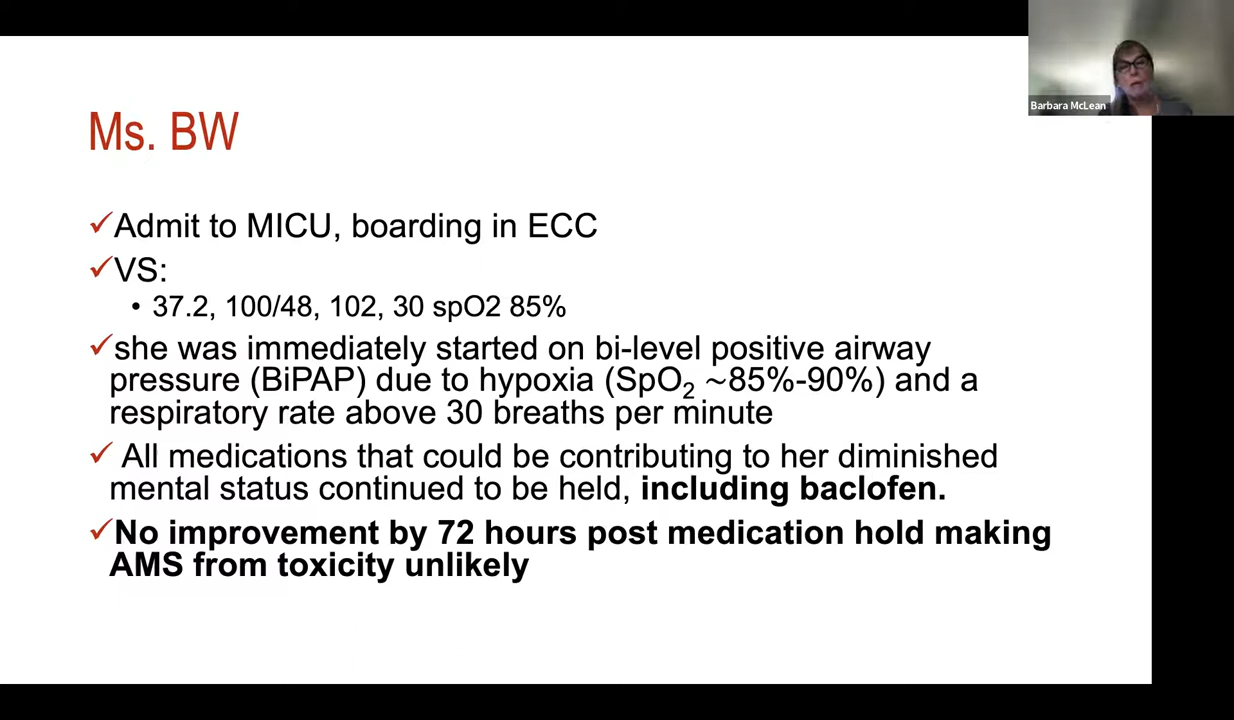 Barbara McLean
Ms. BW
✓Admit to MICU, boarding in ECC
✓VS:
• 37.2, 100/48, 102, 30 spO2 85%
✓she was immediately started on bi-level positive airway
pressure (BiPAP) due to hypoxia (SpO₂ ~85%-90%) and a
respiratory rate above 30 breaths per minute
✓ All medications that could be contributing to her diminished
mental status continued to be held, including baclofen.
✓No improvement by 72 hours post medication hold making
AMS from toxicity unlikely